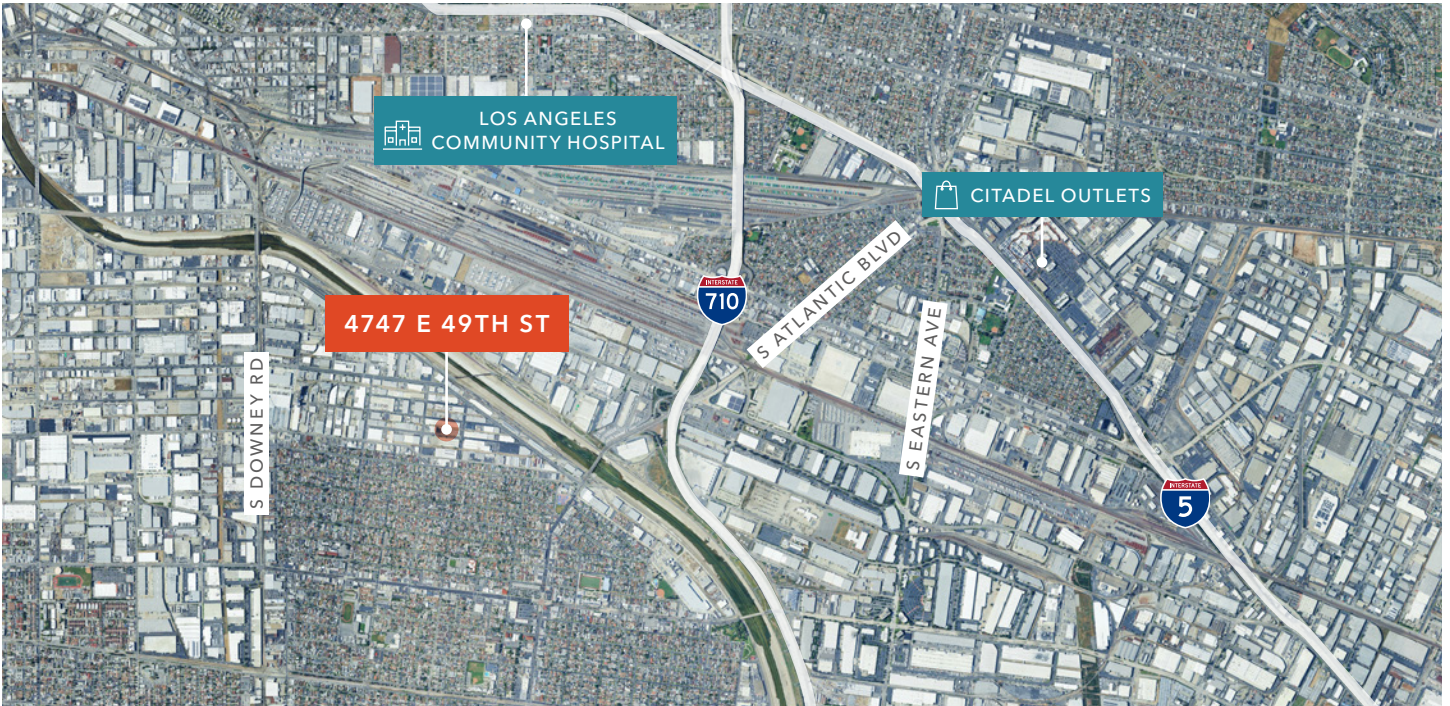 LOS ANGELES
COMMUNITY HOSPITAL
CITADEL OUTLETS
4747 E 49TH ST
INTERSTATE
710
S ATLANTIC BLVD
S EASTERN AVE
S DOWNEY RD
INTERSTATE
5